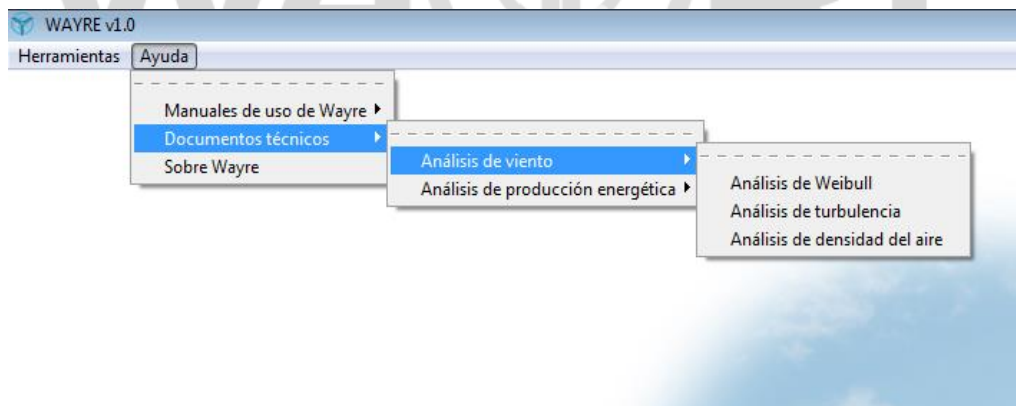 WAYRE v1.0
Herramientas Ayuda
Manuales de uso de Wayre
Documentos técnicos
Sobre Wayre
Análisis de viento
Análisis de producción energética
Análisis de Weibull
Análisis de turbulencia
Análisis de densidad del aire